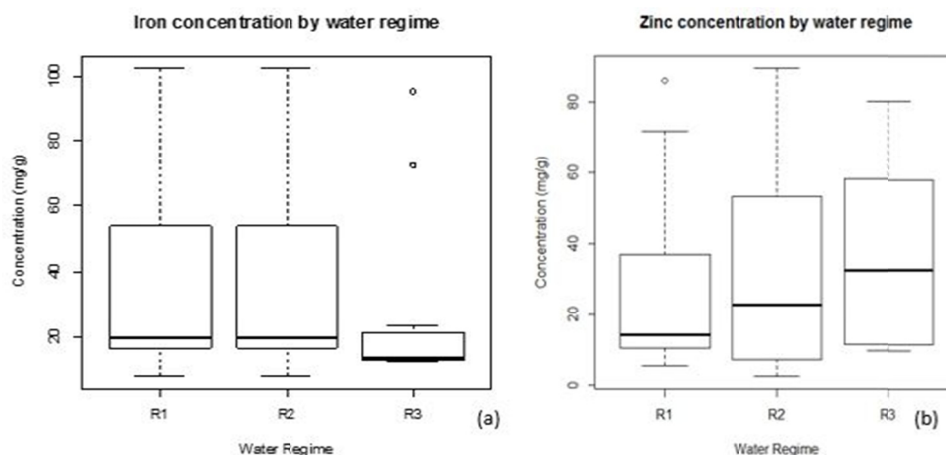 Iron concentration by water regime
Concentration (mg/g)
100
80
60
40
20
R1 R2 R3
(a)
Water Regime
Zinc concentration by water regime
Concentration (mg/g)
80
60
40
20
0
R1 R2 R3
(b)
Water Regime